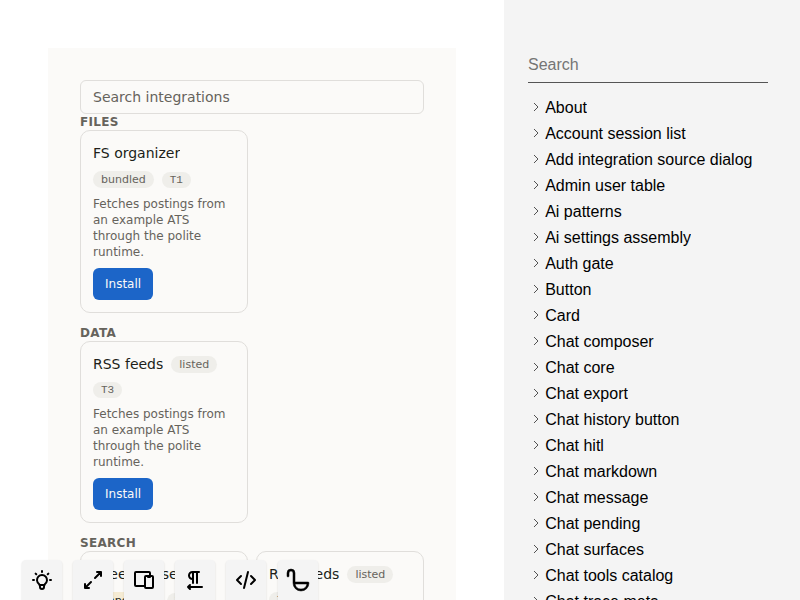 Search integrations
FILES
FS organizer
bundled T1
Fetches postings from
an example ATS
through the polite
runtime.
Install
DATA
RSS feeds listed
T3
Fetches postings from
an example ATS
through the polite
runtime.
Install
SEARCH
listed
Search
About
Account session list
Add integration source dialog
Admin user table
Ai patterns
Ai settings assembly
Auth gate
Button
Card
Chat composer
Chat core
Chat export
Chat history button
Chat hitl
Chat markdown
Chat message
Chat pending
Chat surfaces
Chat tools catalog